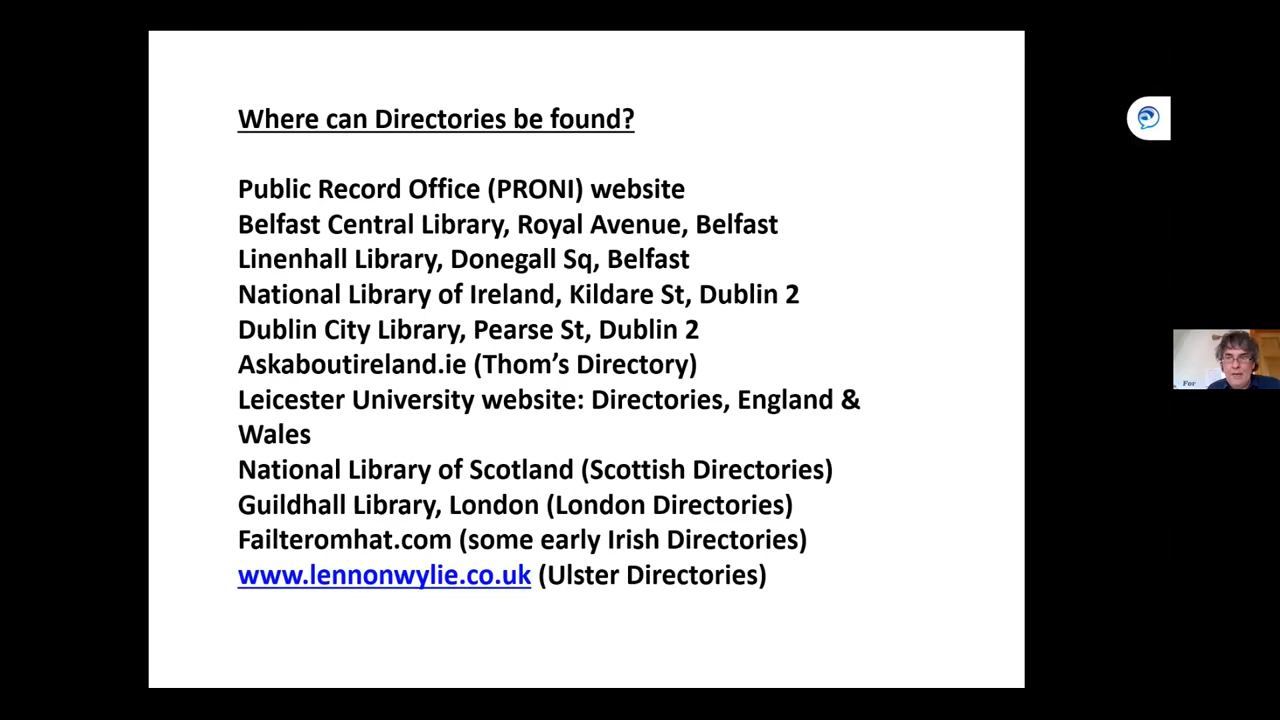 Where can Directories be found?
Public Record Office (PRONI) website
Belfast Central Library, Royal Avenue, Belfast
Linenhall Library, Donegall Sq, Belfast
National Library of Ireland, Kildare St, Dublin 2
Dublin City Library, Pearse St, Dublin 2
Askaboutireland.ie (Thom’s Directory)
Leicester University website: Directories, England &
Wales
National Library of Scotland (Scottish Directories)
Guildhall Library, London (London Directories)
Failteromhat.com (some early Irish Directories)
www.lennonwylie.co.uk (Ulster Directories)
For